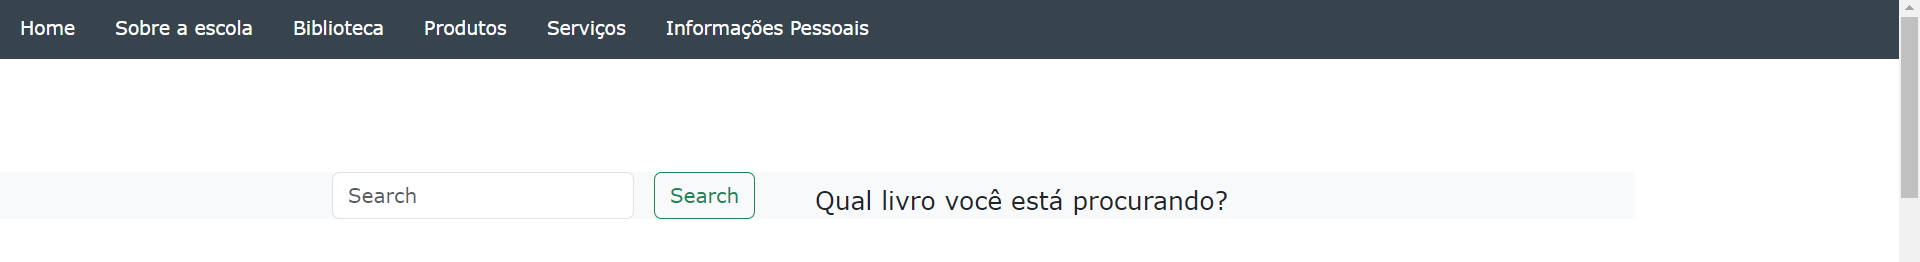 Home Sobre a escola Biblioteca Produtos Serviços Informações Pessoais
Search Search Qual livro você está procurando?